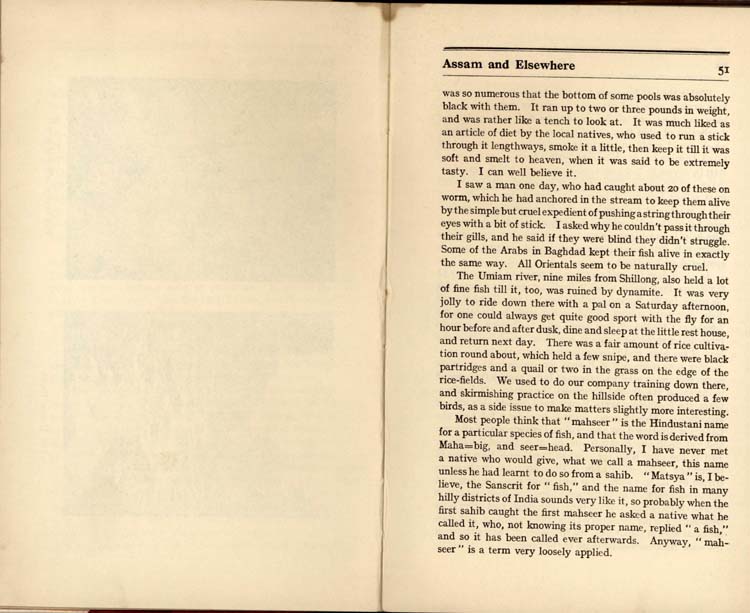 Assam and Elsewhere 51
was so numerous that the bottom of some pools was absolutely
black with them. It ran up to two or three pounds in weight,
and was rather like a tench to look at. It was much liked as
an article of diet by the local natives, who used to run a stick
through it lengthways, smoke it a little, then keep it till it was
soft and smelt to heaven, when it was said to be extremely
tasty. I can well believe it.
I saw a man one day, who had caught about 20 of these on
worm, which he had anchored in the stream to keep them alive
by the simple but cruel expedient of pushing a string through their
eyes with a bit of stick. I asked why he couldn't pass it through
their gills, and he said if they were blind they didn't struggle.
Some of the Arabs in Baghdad kept their fish alive in exactly
the same way. All Orientals seem to be naturally cruel.
The Umiam river, nine miles from Shillong, also held a lot
of fine fish till it, too, was ruined by dynamite. It was very
jolly to ride down there with a pal on a Saturday afternoon,
for one could always get quite good sport with the fly for an
hour before and after dusk, dine and sleep at the little rest house,
and return next day. There was a fair amount of rice cultiva-
tion round about, which held a few snipe, and there were black
partridges and a quail or two in the grass on the edge of the
rice-fields. We used to do our company training down there,
and skirmishing practice on the hillside often produced a few
birds, as a side issue to make matters slightly more interesting.
Most people think that "mahseer" is the Hindustani name
for a particular species of fish, and that the word is derived from
Maha=big, and seer=head. Personally, I have never met
a native who would give, what we call a mahseer, this name
unless he had learnt to do so from a sahib. "Matsya" is, I be-
lieve, the Sanscrit for "fish," and the name for fish in many
hilly districts of India sounds very like it, so probably when the
first sahib caught the first mahseer he asked a native what he
called it, who, not knowing its proper name, replied "a fish,"
and so it has been called ever afterwards. Anyway, "mah-
seer" is a term very loosely applied.